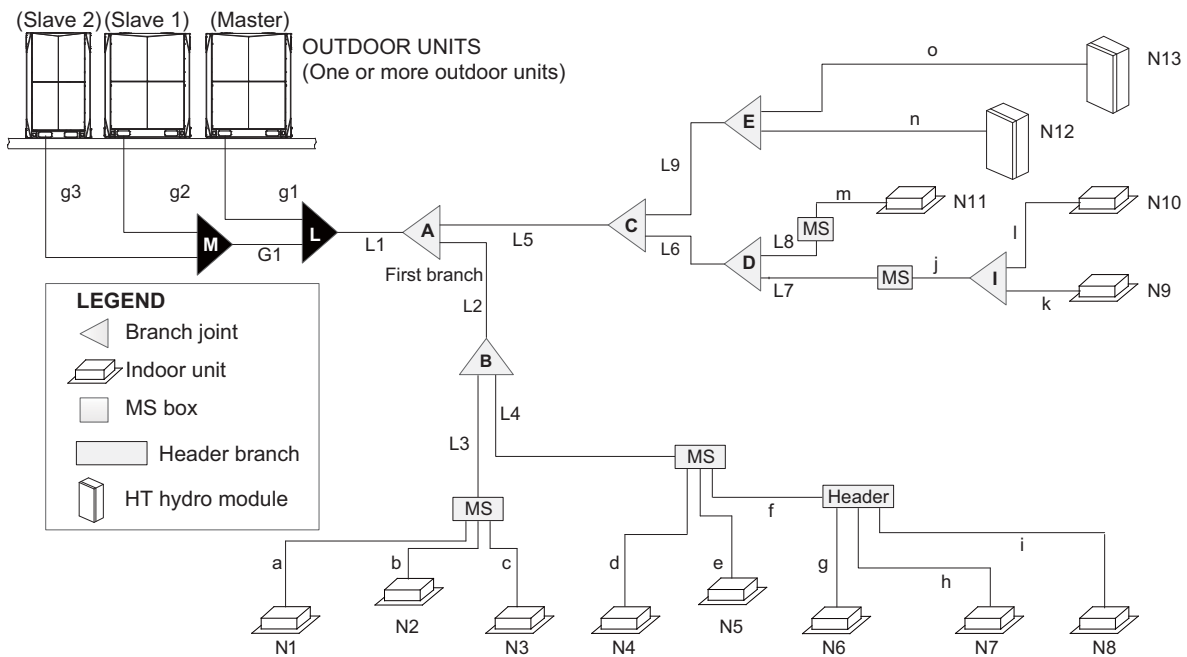 (Slave 2) (Slave 1) (Master)
OUTDOOR UNITS
(One or more outdoor units)
o
N13
E
n
N12
L9
g3
g2
g1
m
N11
N10
MS
M
L
L1
A
L5
C
L6
D
L8
l
G1
First branch
L7
MS
j
I
k
N9
LEGEND
Branch joint
Indoor unit
MS box
Header branch
HT hydro module
L2
B
L4
L3
MS
MS
f
Header
a
b
c
d
e
g
h
i
N1
N2
N3
N4
N5
N6
N7
N8